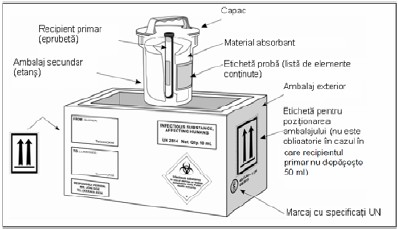 Capac
Recipient primar
(eprubetă)
Material absorbant
Etichetă probă (listă de elemente
conținute)
Ambalaj secundar
(etanș)
Ambalaj exterior
Etichetă pentru
poziționarea
ambalajului (nu este
obligatorie în cazul în
care recipientul
primar nu depășește
50 ml)
INFECTIOUS SUBSTANCE,
AFFECTING HUMANS
UN 2814
Marcaj cu specificații UN